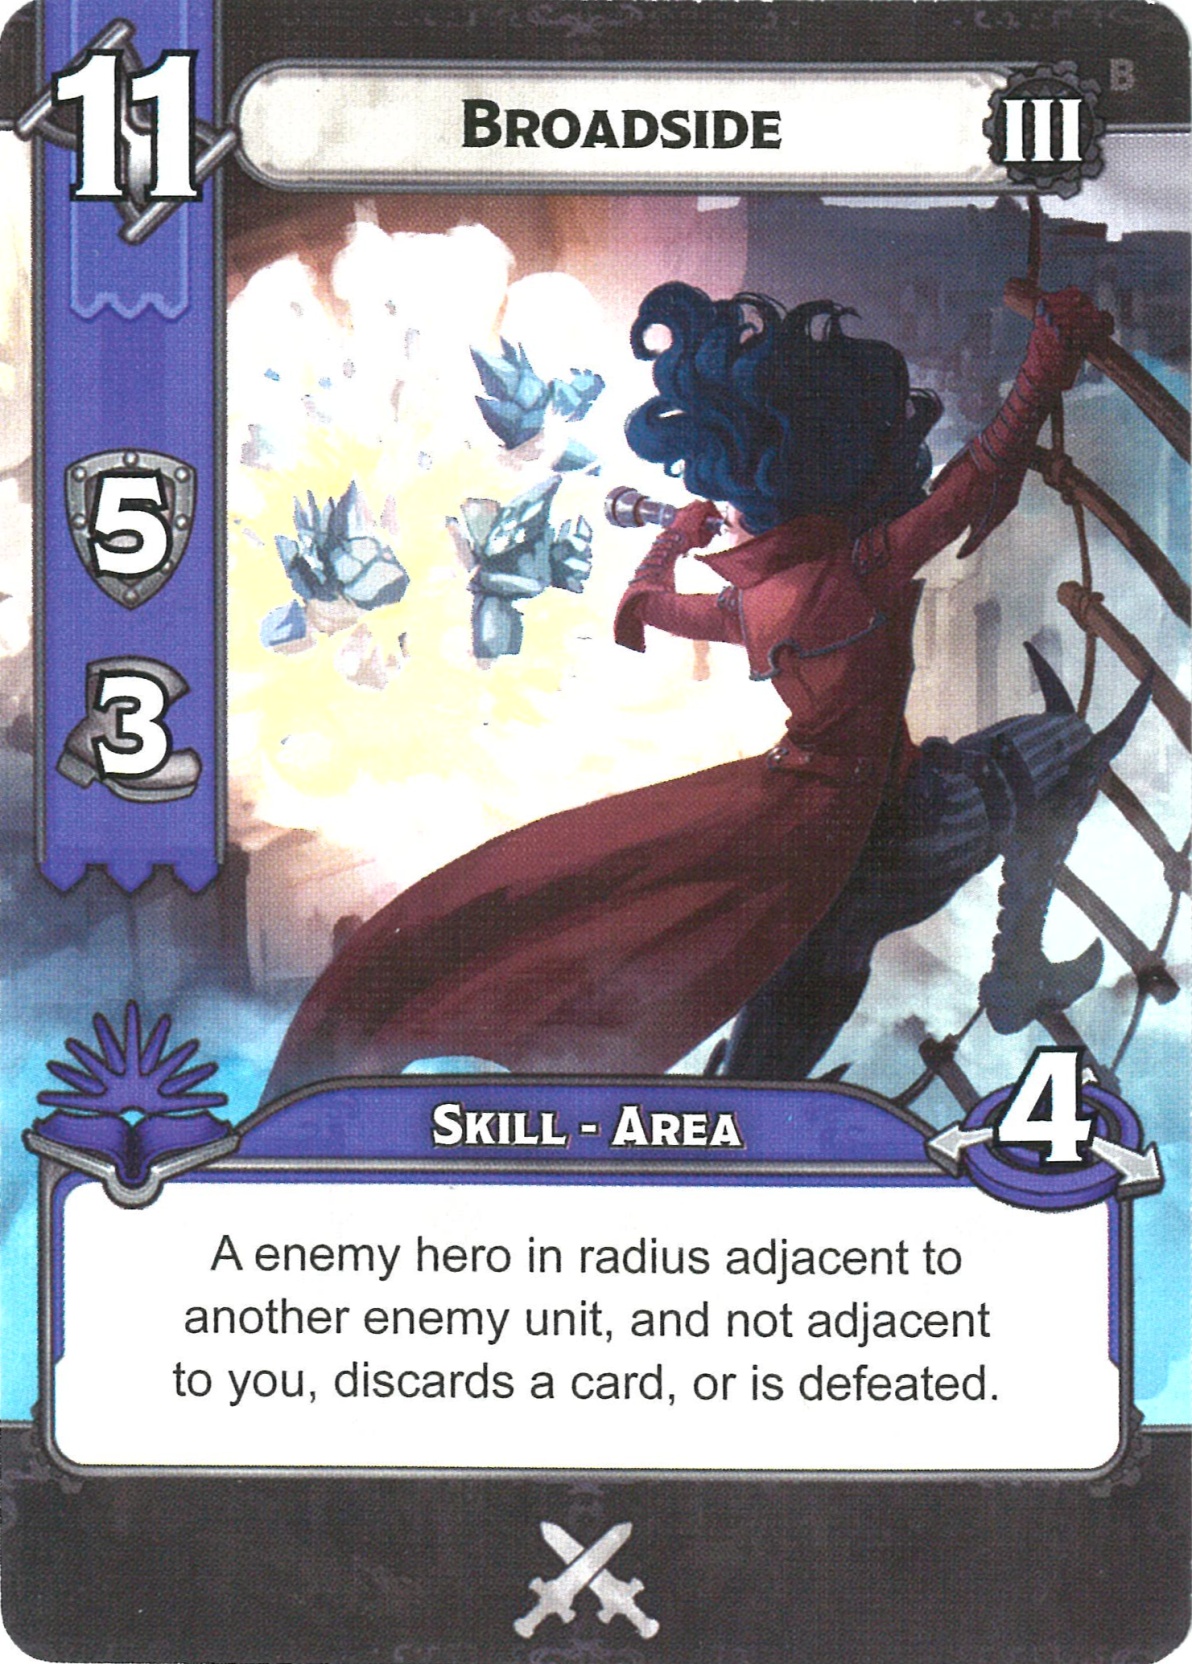 11
BROADSIDE
III
B
5
3
SKILL - AREA
4
A enemy hero in radius adjacent to
another enemy unit, and not adjacent
to you, discards a card, or is defeated.